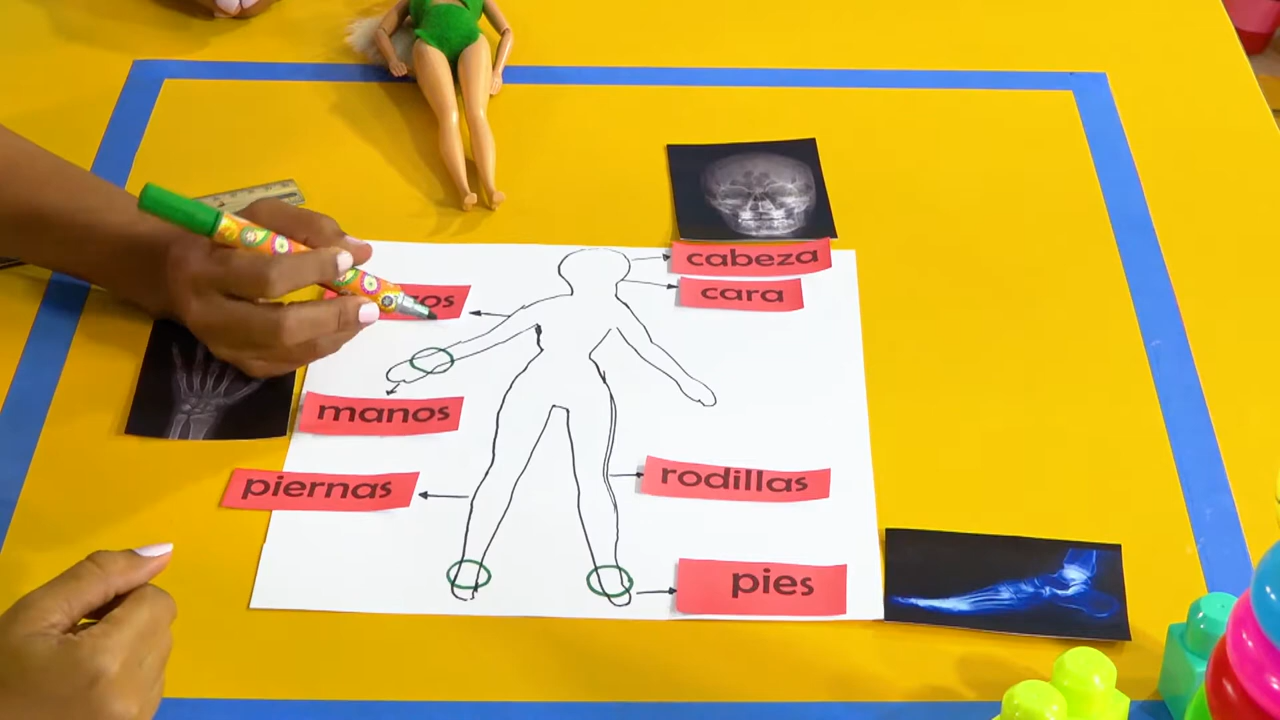 cabeza
cara
manos
piernas
rodillas
pies